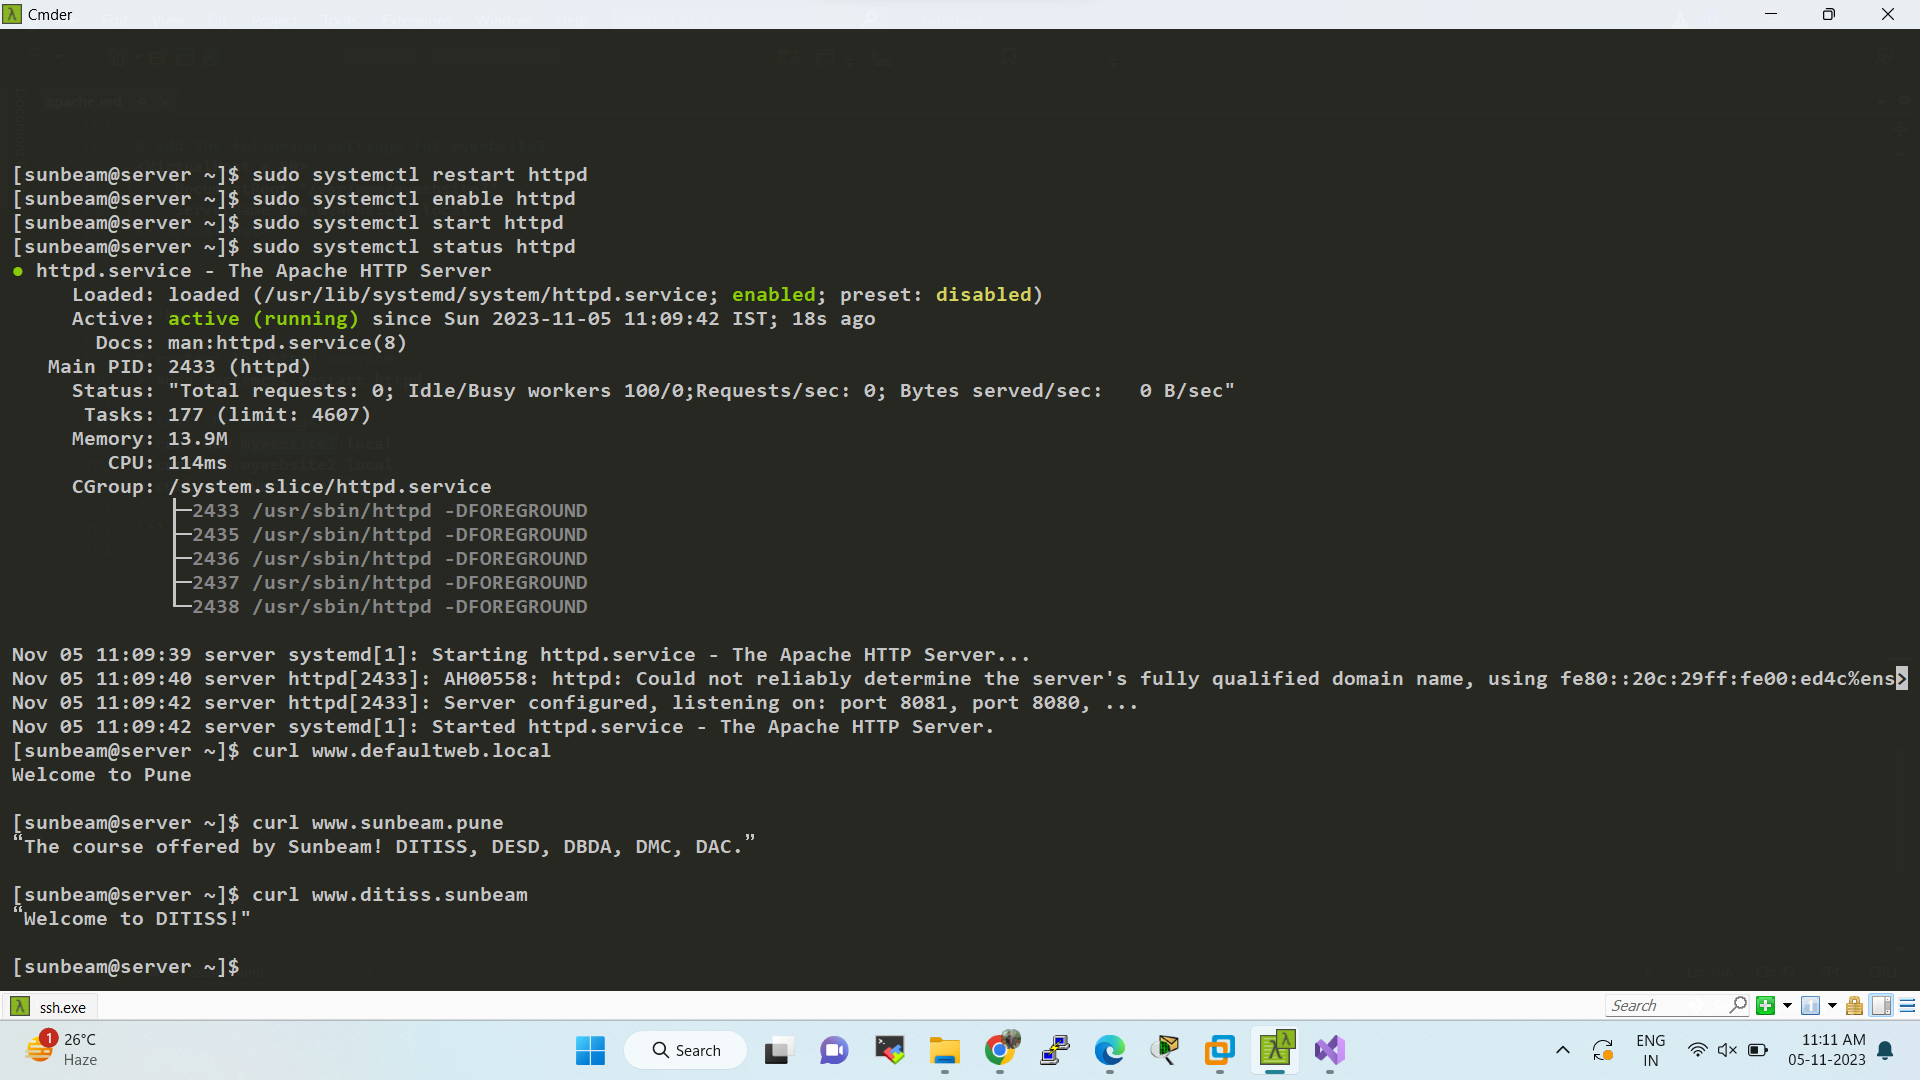 Cmder
apache.md
[sunbeam@server ~]$ sudo systemctl restart httpd
[sunbeam@server ~]$ sudo systemctl enable httpd
[sunbeam@server ~]$ sudo systemctl start httpd
[sunbeam@server ~]$ sudo systemctl status httpd
● httpd.service - The Apache HTTP Server
     Loaded: loaded (/usr/lib/systemd/system/httpd.service; enabled; preset: disabled)
     Active: active (running) since Sun 2023-11-05 11:09:42 IST; 18s ago
       Docs: man:httpd.service(8)
   Main PID: 2433 (httpd)
     Status: "Total requests: 0; Idle/Busy workers 100/0;Requests/sec: 0; Bytes served/sec:   0 B/sec"
      Tasks: 177 (limit: 4607)
     Memory: 13.9M
        CPU: 114ms
     CGroup: /system.slice/httpd.service
             ├─2433 /usr/sbin/httpd -DFOREGROUND
             ├─2435 /usr/sbin/httpd -DFOREGROUND
             ├─2436 /usr/sbin/httpd -DFOREGROUND
             ├─2437 /usr/sbin/httpd -DFOREGROUND
             └─2438 /usr/sbin/httpd -DFOREGROUND
Nov 05 11:09:39 server systemd[1]: Starting httpd.service - The Apache HTTP Server...
Nov 05 11:09:40 server httpd[2433]: AH00558: httpd: Could not reliably determine the server's fully qualified domain name, using fe80::20c:29ff:fe00:ed4c%ens>
Nov 05 11:09:42 server httpd[2433]: Server configured, listening on: port 8081, port 8080, ...
Nov 05 11:09:42 server systemd[1]: Started httpd.service - The Apache HTTP Server.
[sunbeam@server ~]$ curl www.defaultweb.local
Welcome to Pune
[sunbeam@server ~]$ curl www.sunbeam.pune
“The course offered by Sunbeam! DITISS, DESD, DBDA, DMC, DAC.”
[sunbeam@server ~]$ curl www.ditiss.sunbeam
“Welcome to DITISS!"
[sunbeam@server ~]$
ssh.exe
Search
1
26°C
Haze
Search
ENG
IN
11:11 AM
05-11-2023